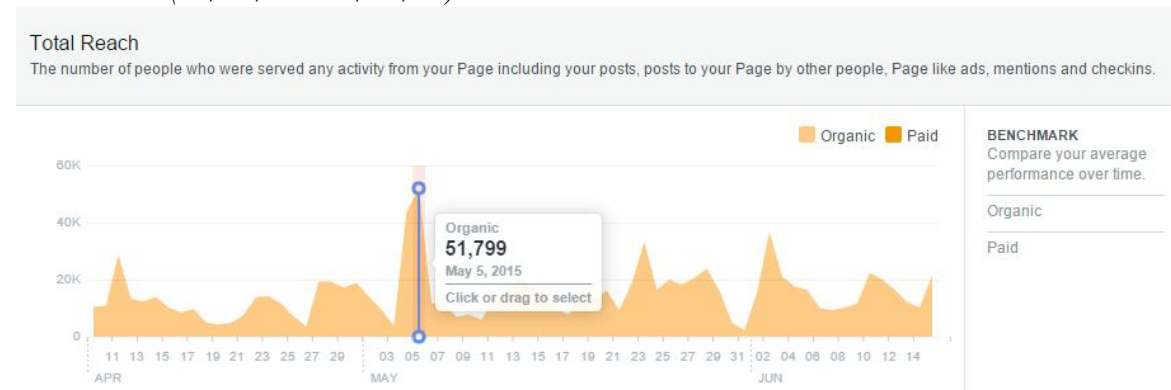 Total Reach
The number of people who were served any activity from your Page including your posts, posts to your Page by other people, Page like ads, mentions and checkins.
Organic Paid
BENCHMARK
Compare your average
performance over time.
Organic
Paid
60K
40K
20K
0
Organic
51,799
May 5, 2015
Click or drag to select
11 13 15 17 19 21 23 25 27 29 03 05 07 09 11 13 15 17 19 21 23 25 27 29 31 02 04 06 08 10 12 14
APR MAY JUN